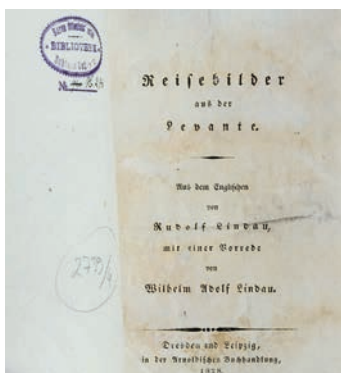 BIBLIOTEK
Reisebilder
aus der
Levante.
Aus dem Englischen
von
Rudolf Lindau,
mit einer Vorrede
von
Wilhelm Adolf Lindau.
Dresden und Leipzig,
in der Arnoldischen Buchhandlung,